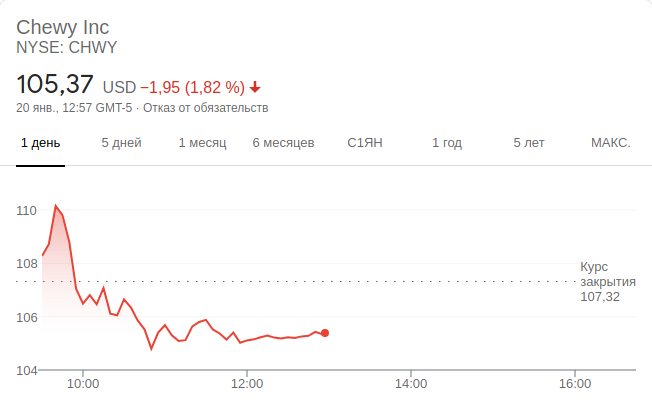 Chewy Inc
NYSE: CHWY
105,37 USD −1,95 (1,82 %)
20 янв., 12:57 GMT-5 · Отказ от обязательств
1 день 5 дней 1 месяц 6 месяцев С1ЯН 1 год 5 лет МАКС.
110
108
106
104
Курс
закрытия
107,32
10:00 12:00 14:00 16:00